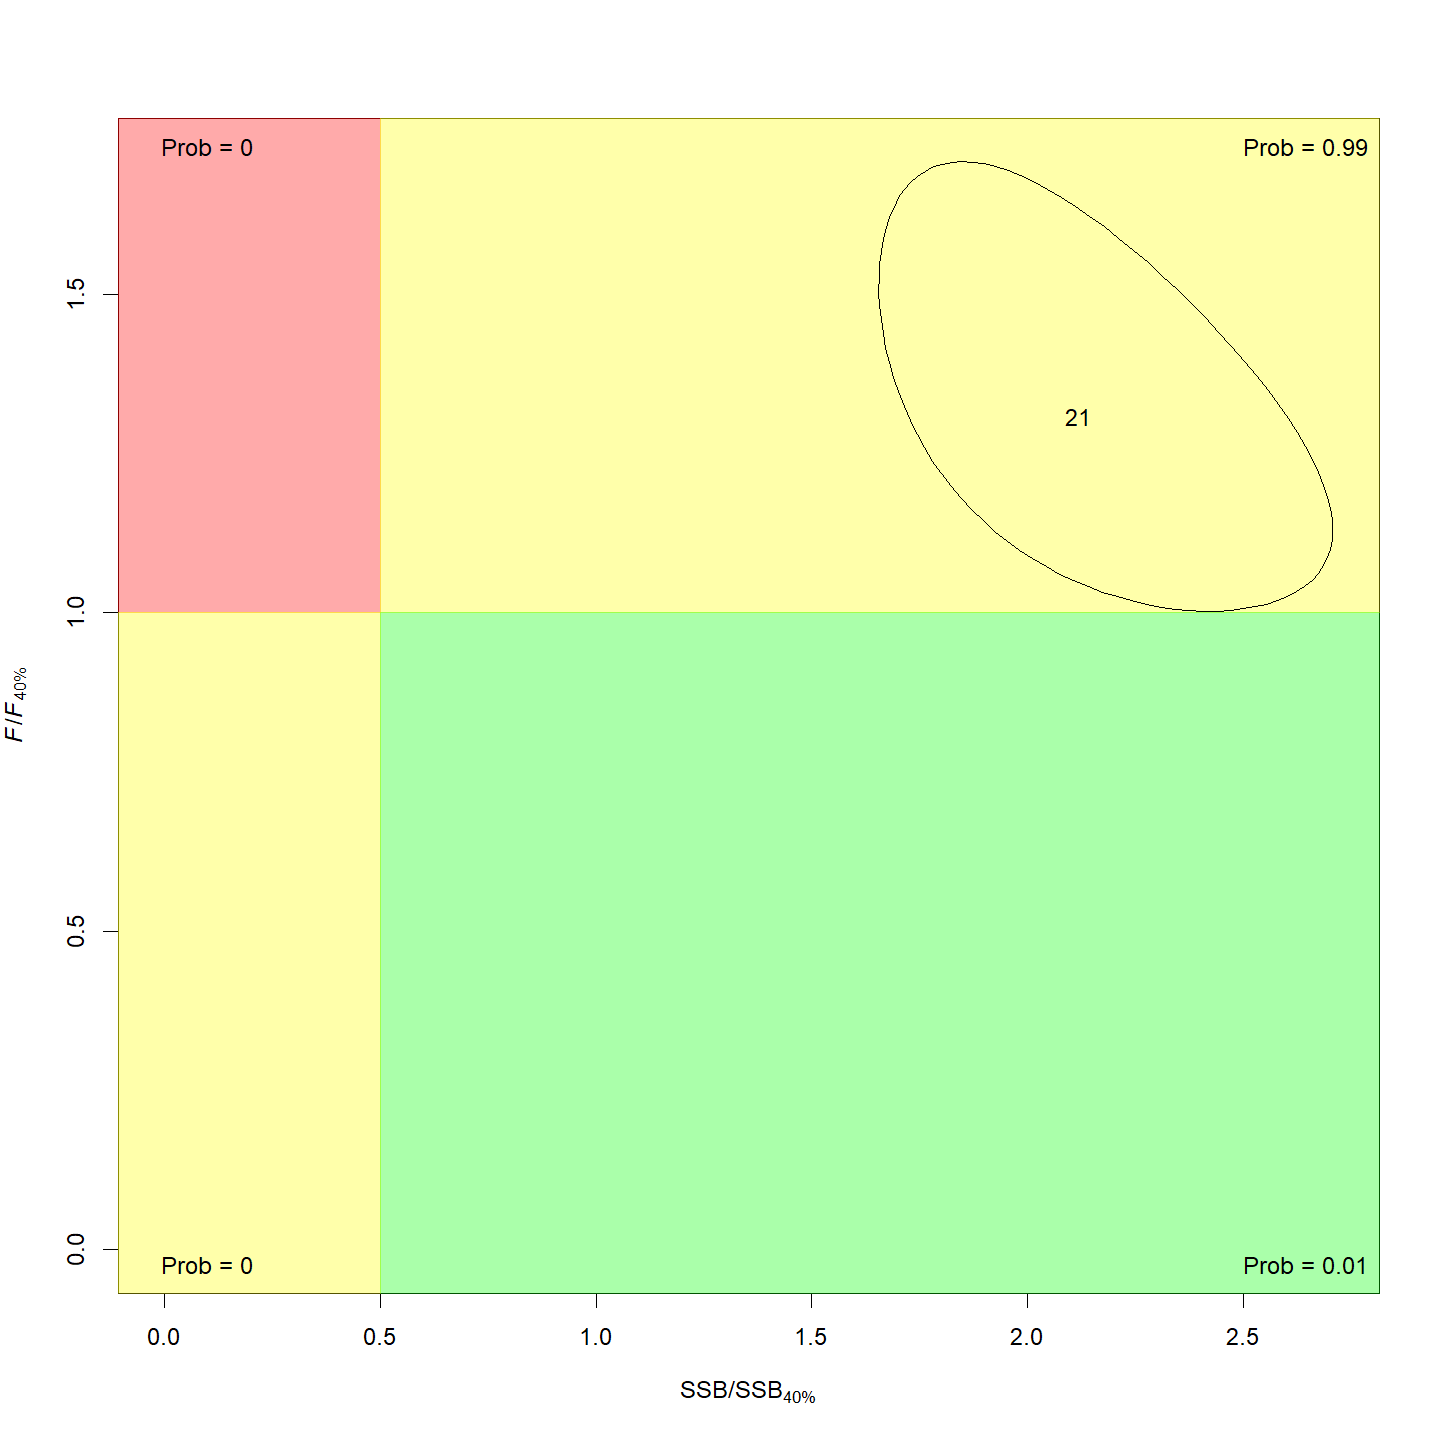 Prob = 0
Prob = 0.99
1.5
21
1.0
F/F40%
0.5
0.0
Prob = 0
Prob = 0.01
0.0 0.5 1.0 1.5 2.0 2.5
SSB/SSB40%